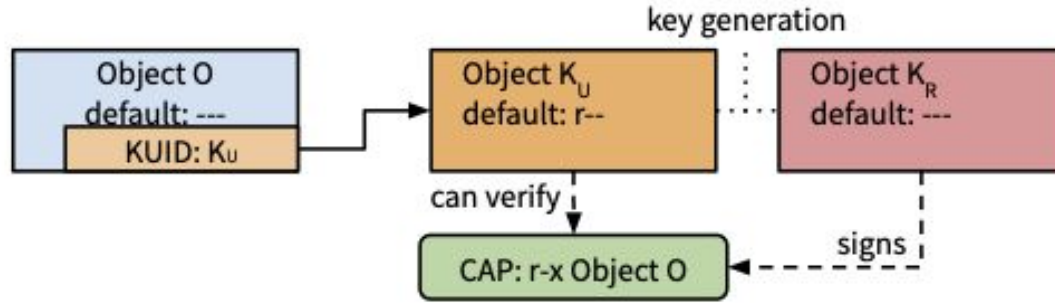 key generation
Object O
default: ---
KUID: KU
Object KU
default: r--
Object KR
default: ---
can verify
signs
CAP: r-x Object O